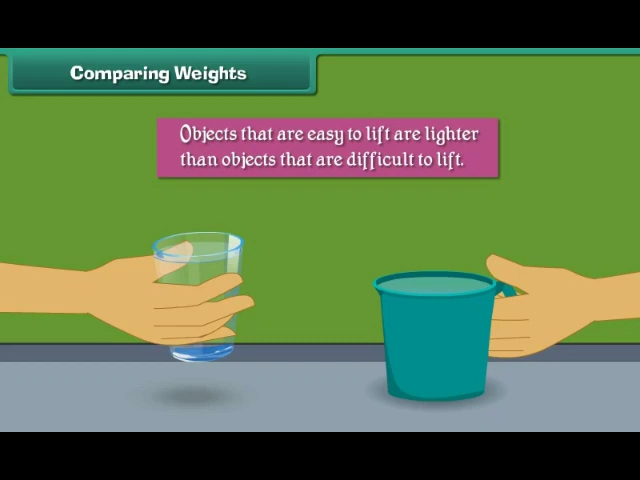 Comparing Weights
Objects that are easy to lift are lighter
than objects that are difficult to lift.